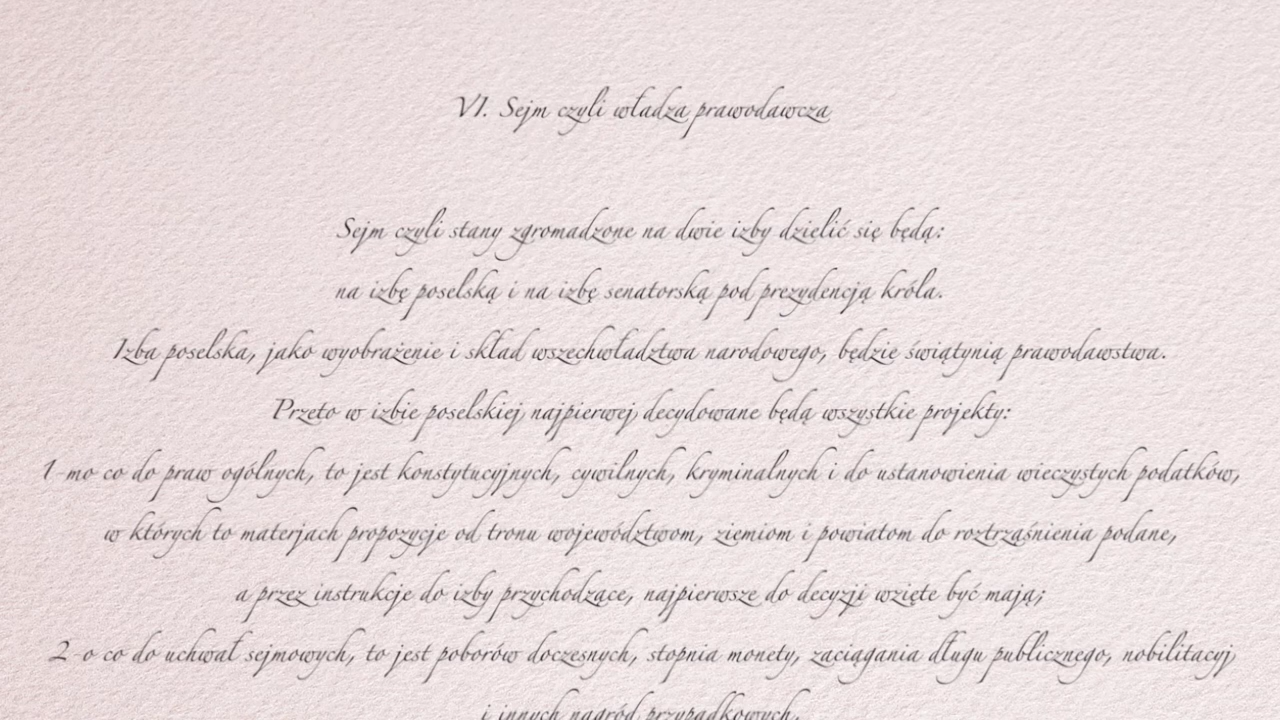 VI. Sejm czyli władza prawodawcza
Sejm czyli stany zgromadzone na dwie izby dzielić się będą:
na izbę poselską i na izbę senatorską pod prezydencją króla.
Izba poselska, jako wyobrażenie i skład wszechwładztwa narodowego, będzie świątynią prawodawstwa.
Przeto w izbie poselskiej najpierwej decydowane będą wszystkie projekty:
1-mo co do praw ogólnych, to jest konstytucyjnych, cywilnych, kryminalnych i do ustanowienia wieczystych podatków,
w których to materjach propozycje od tronu województwom, ziemiom i powiatom do roztrząśnienia podane,
a przez instrukcje do izby przychodzące, najpierwsze do decyzji wzięte być mają;
2-o co do uchwał sejmowych, to jest poborów doczesnych, stopnia monety, zaciągania długu publicznego, nobilitacyj
i innych nagród przypadkowych,